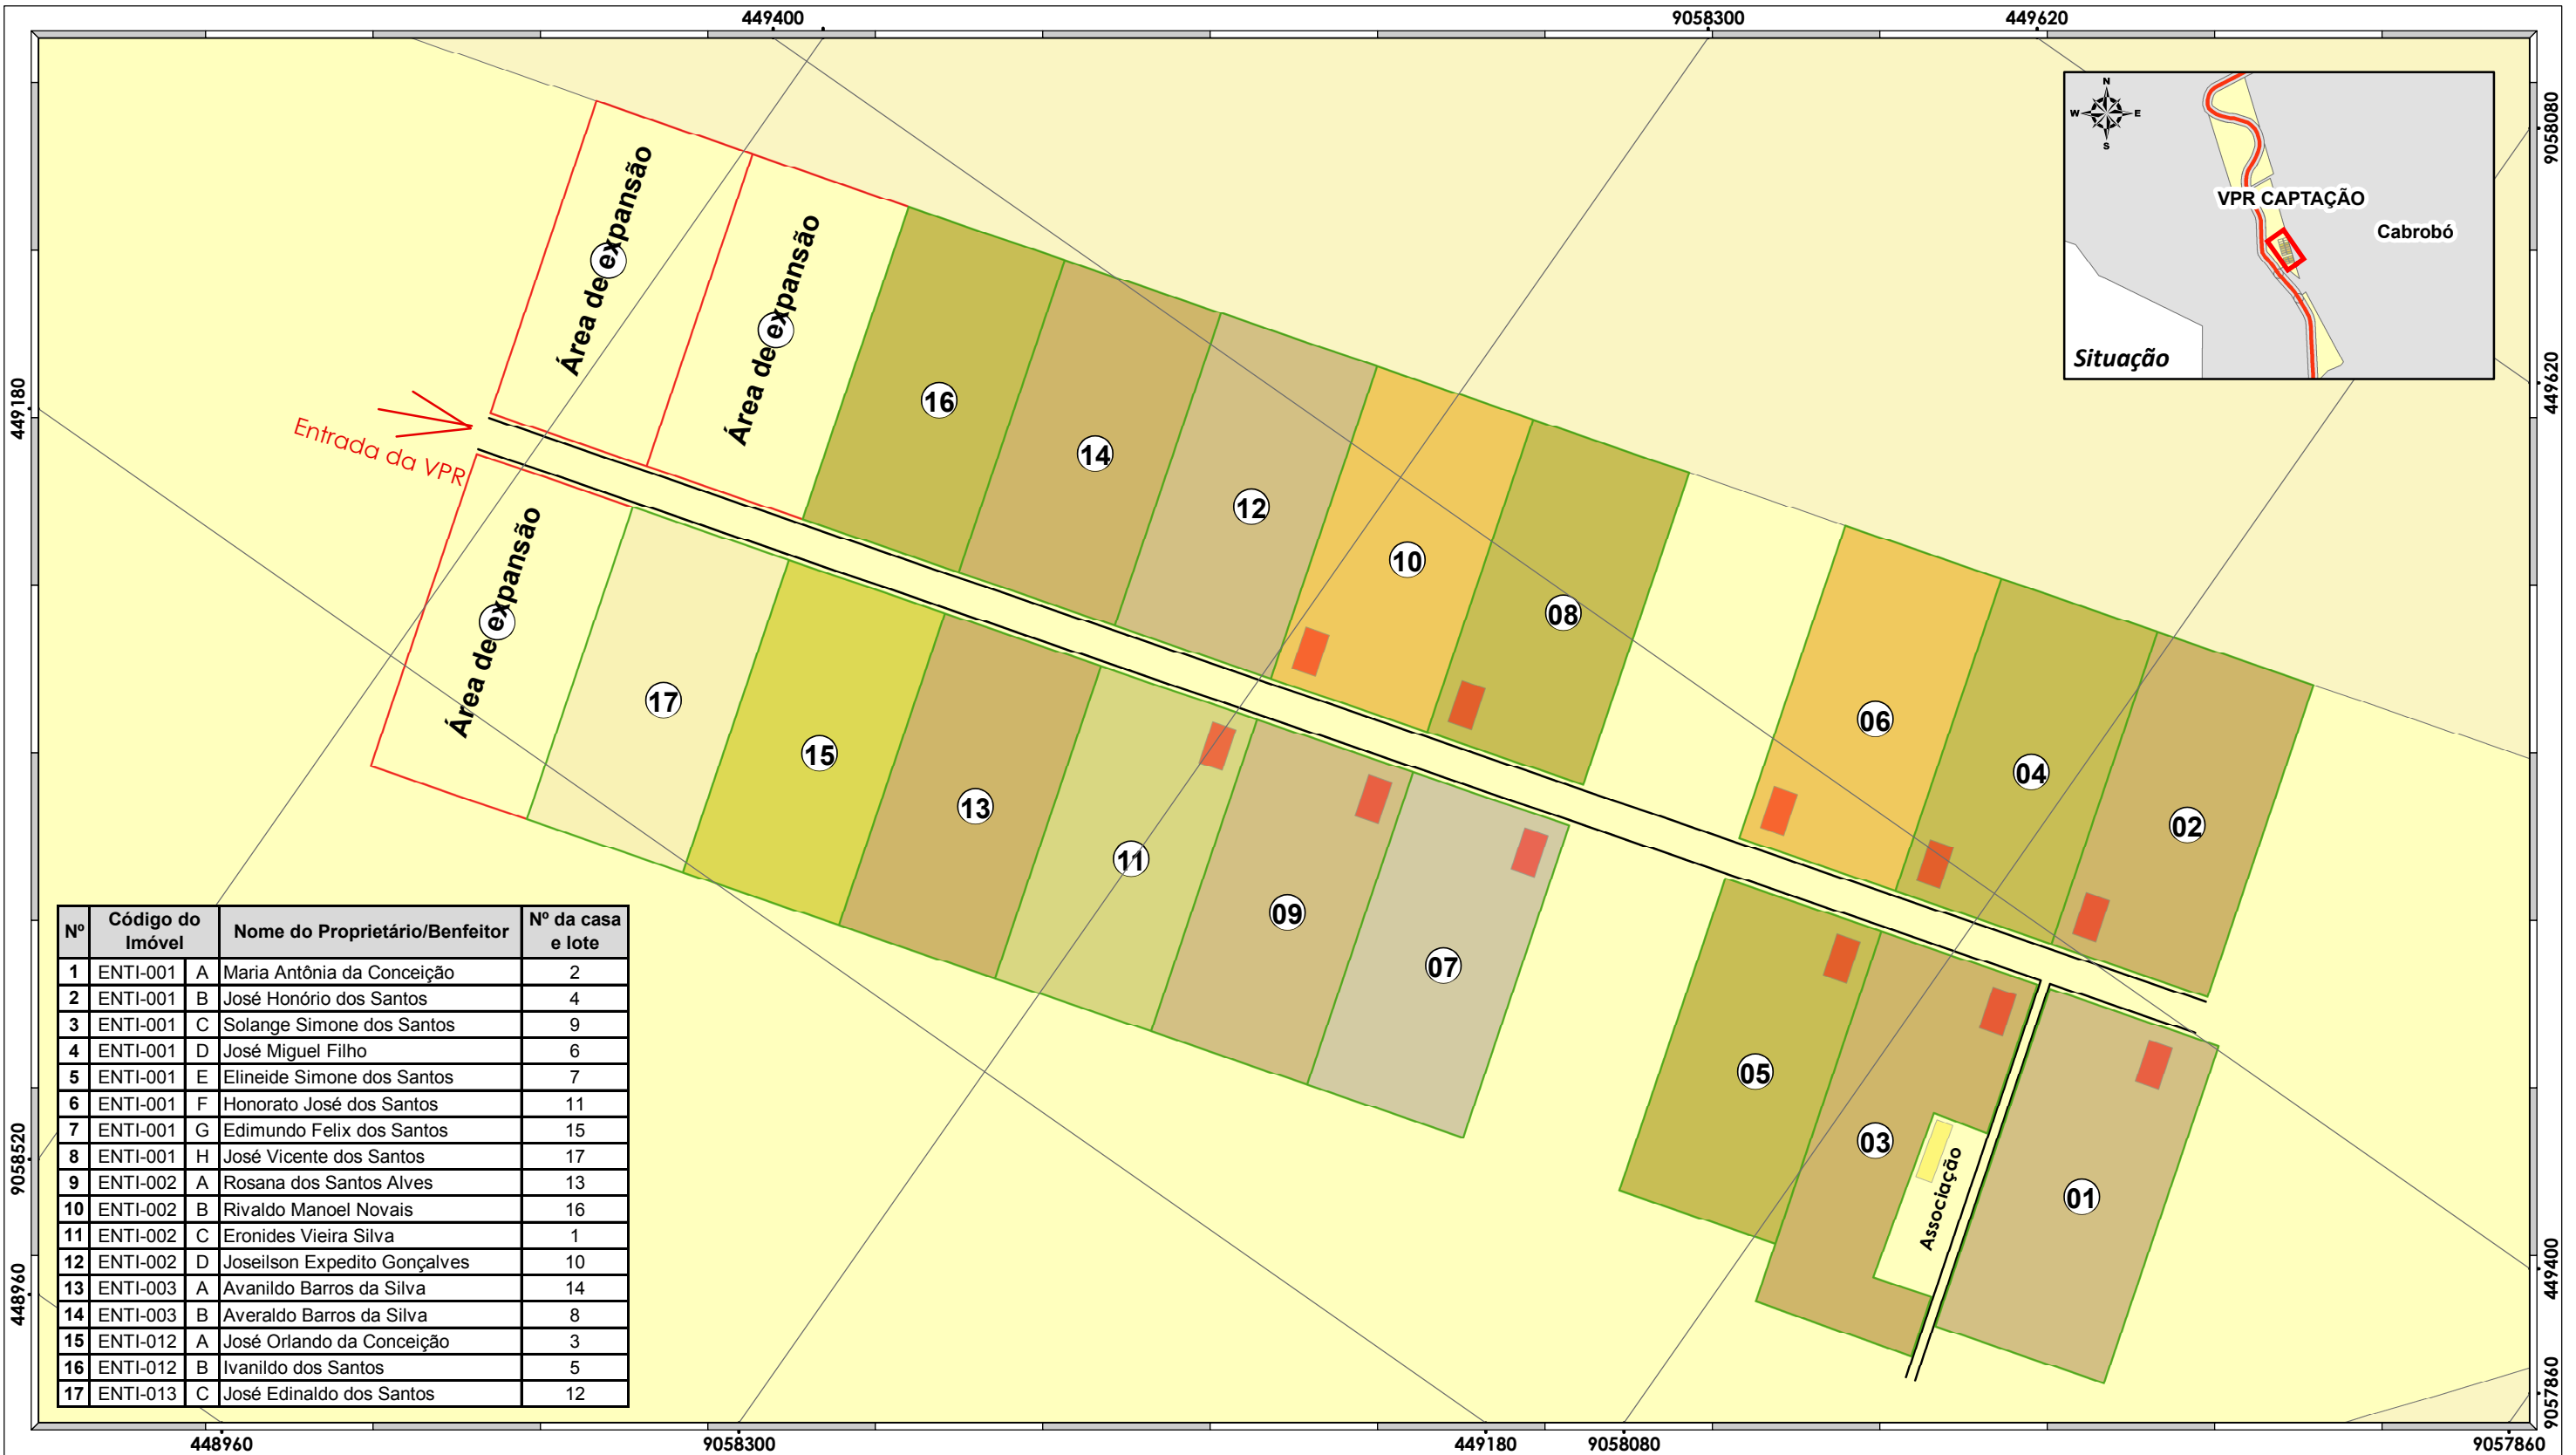 449400
9058300
449620
9058080
449620
449400
9057860
449180
9058520
448960
448960
9058300
449180
9058080
9057860
N
W
E
S
VPR CAPTAÇÃO
Cabrobó
Situação
Área de expansão
Área de expansão
Entrada da VPR
Área de expansão
16
14
12
10
08
06
04
02
17
15
13
11
09
07
05
03
01
Associação
Nº Código do Imóvel Nome do Proprietário/Benfeitor Nº da casa e lote
1 ENTI-001 A Maria Antônia da Conceição 2
2 ENTI-001 B José Honório dos Santos 4
3 ENTI-001 C Solange Simone dos Santos 9
4 ENTI-001 D José Miguel Filho 6
5 ENTI-001 E Elineide Simone dos Santos 7
6 ENTI-001 F Honorato José dos Santos 11
7 ENTI-001 G Edimundo Felix dos Santos 15
8 ENTI-001 H José Vicente dos Santos 17
9 ENTI-002 A Rosana dos Santos Alves 13
10 ENTI-002 B Rivaldo Manoel Novais 16
11 ENTI-002 C Eronides Vieira Silva 1
12 ENTI-002 D Joseilson Expedito Gonçalves 10
13 ENTI-003 A Avanildo Barros da Silva 14
14 ENTI-003 B Averaldo Barros da Silva 8
15 ENTI-012 A José Orlando da Conceição 3
16 ENTI-012 B Ivanildo dos Santos 5
17 ENTI-013 C José Edinaldo dos Santos 12